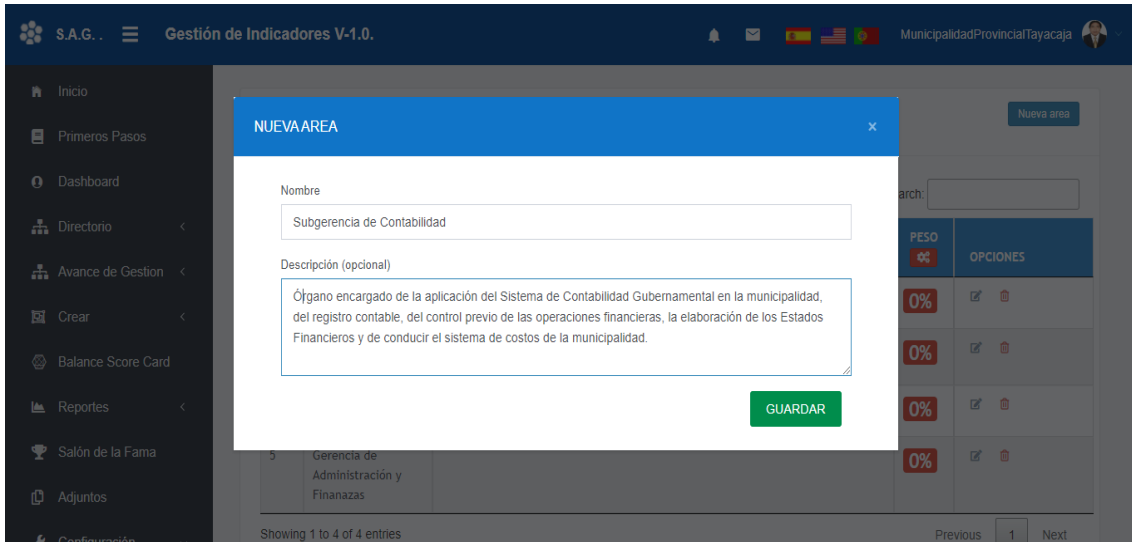 S.A.G. .
Gestión de Indicadores V-1.0.
MunicipalidadProvincialTayacaja
Inicio
Primeros Pasos
Dashboard
Directorio
Avance de Gestion
Crear
Balance Score Card
Reportes
Salón de la Fama
Adjuntos
Configuración
Nueva area
NUEVA AREA
x
Nombre
Subgerencia de Contabilidad
Descripción (opcional)
Órgano encargado de la aplicación del Sistema de Contabilidad Gubernamental en la municipalidad,
del registro contable, del control previo de las operaciones financieras, la elaboración de los Estados
Financieros y de conducir el sistema de costos de la municipalidad.
GUARDAR
arch:
PESO
OPCIONES
0%
0%
0%
5
Gerencia de
Administración y
Finanazas
0%
Showing 1 to 4 of 4 entries
Previous
1
Next